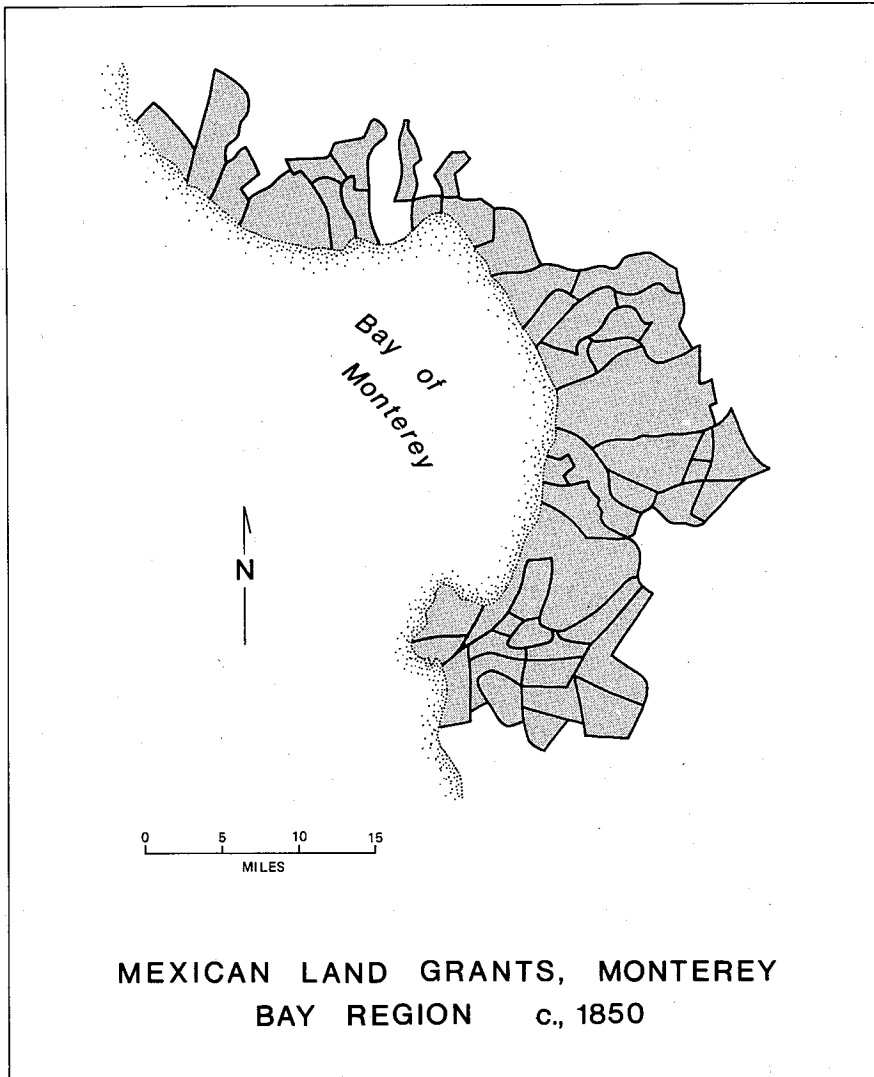 Bay of
Monterey
N
0 5 10 15
MILES
MEXICAN LAND GRANTS, MONTEREY
BAY REGION c., 1850